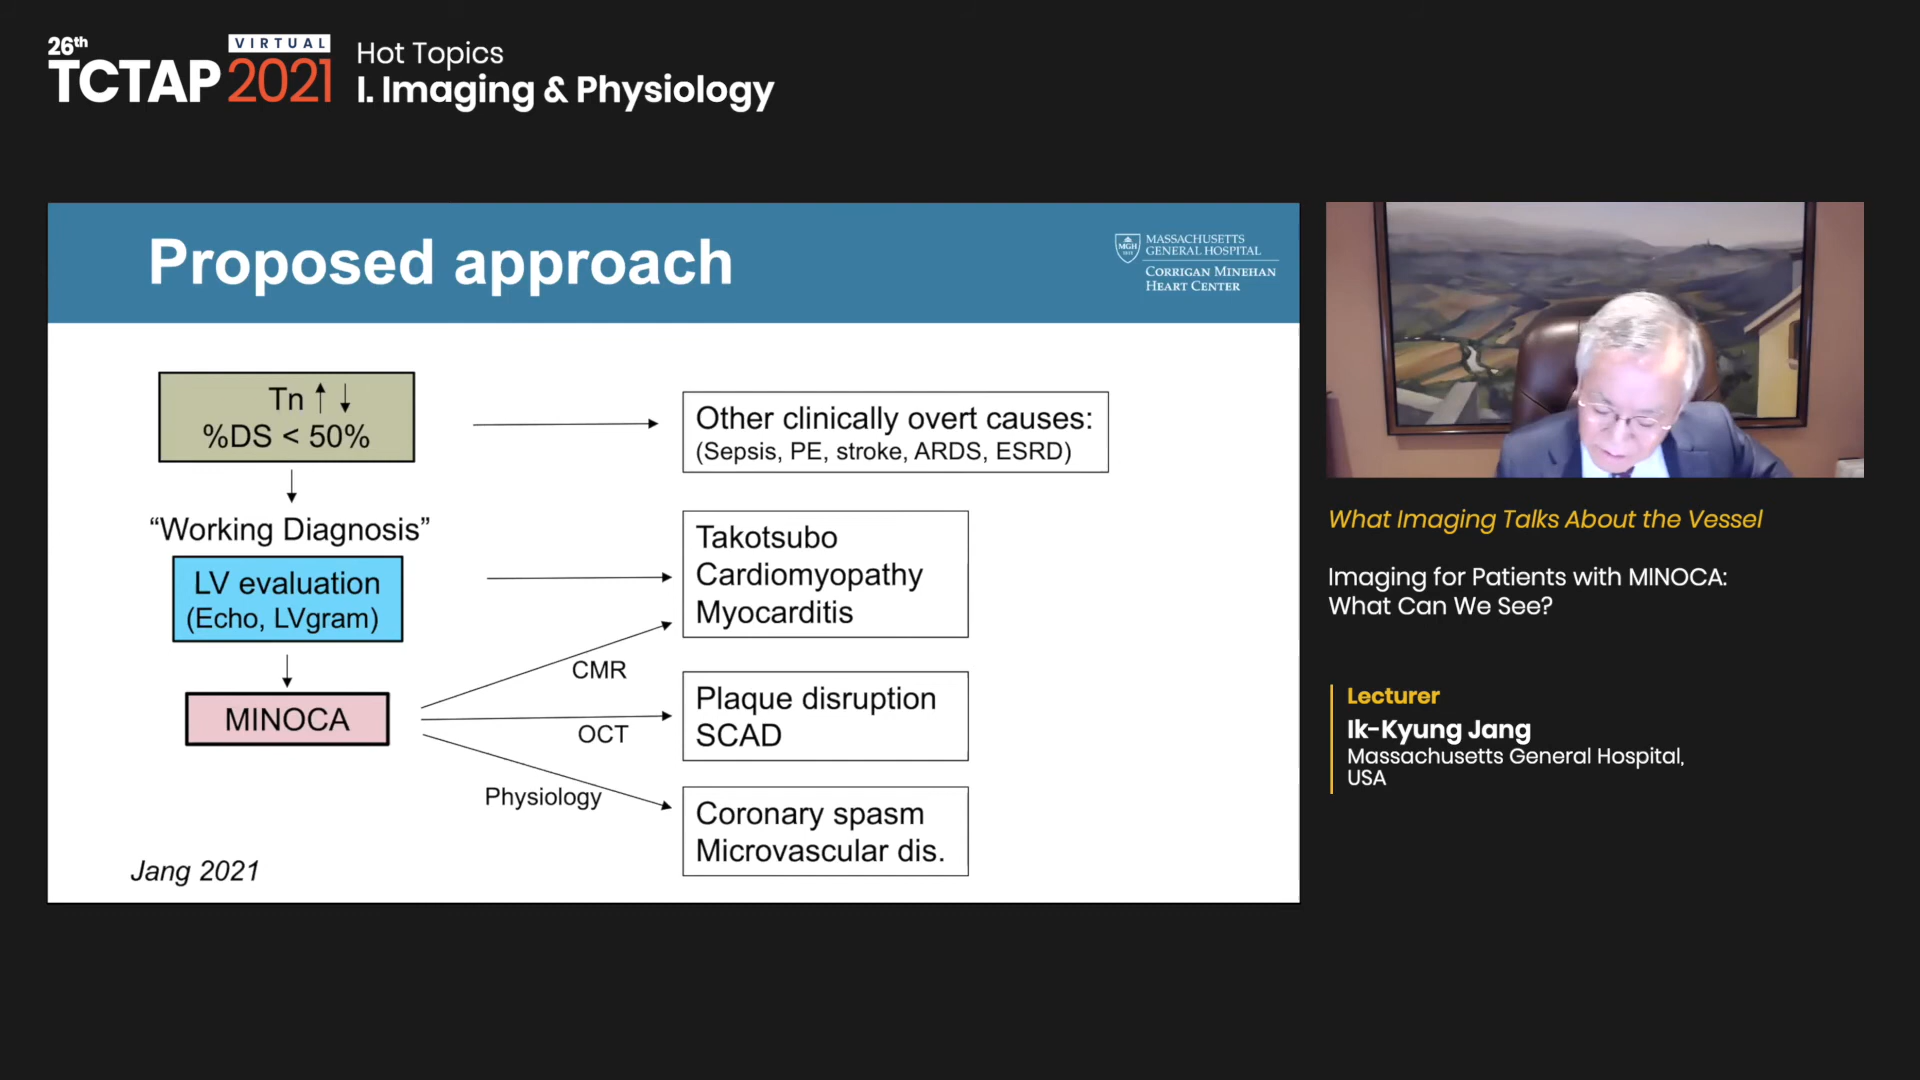 26th
VIRTUAL
TCTAP 2021
Hot Topics
I. Imaging & Physiology
Proposed approach
MGH
1811
MASSACHUSETTS
GENERAL HOSPITAL
CORRIGAN MINEHAN
HEART CENTER
Tn ↑ ↓
%DS < 50%
Other clinically overt causes:
(Sepsis, PE, stroke, ARDS, ESRD)
“Working Diagnosis”
LV evaluation
(Echo, LVgram)
Takotsubo
Cardiomyopathy
Myocarditis
CMR
MINOCA
OCT
Plaque disruption
SCAD
Physiology
Coronary spasm
Microvascular dis.
Jang 2021
What Imaging Talks About the Vessel
Imaging for Patients with MINOCA:
What Can We See?
Lecturer
Ik-Kyung Jang
Massachusetts General Hospital,
USA